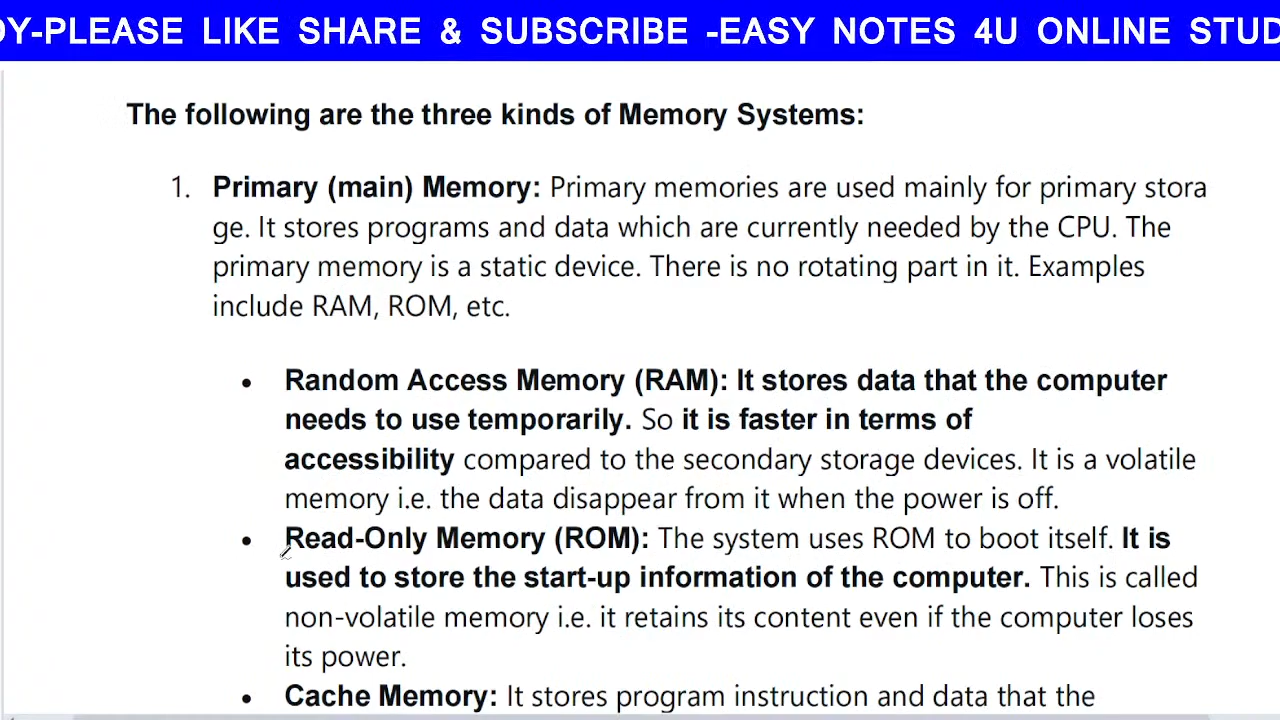 DY-PLEASE LIKE SHARE & SUBSCRIBE -EASY NOTES 4U ONLINE STUD
The following are the three kinds of Memory Systems:
1. Primary (main) Memory: Primary memories are used mainly for primary stora
ge. It stores programs and data which are currently needed by the CPU. The
primary memory is a static device. There is no rotating part in it. Examples
include RAM, ROM, etc.
• Random Access Memory (RAM): It stores data that the computer
needs to use temporarily. So it is faster in terms of
accessibility compared to the secondary storage devices. It is a volatile
memory i.e. the data disappear from it when the power is off.
• Read-Only Memory (ROM): The system uses ROM to boot itself. It is
used to store the start-up information of the computer. This is called
non-volatile memory i.e. it retains its content even if the computer loses
its power.
• Cache Memory: It stores program instruction and data that the